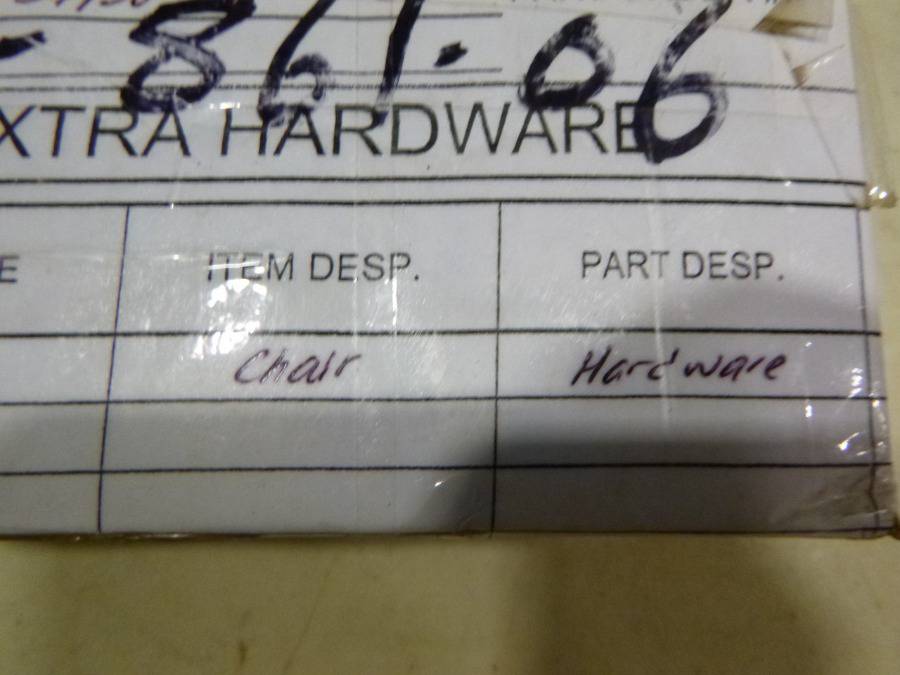 861.06
XTRA HARDWARE
E ITEM DESP. PART DESP.
Chair Hardware